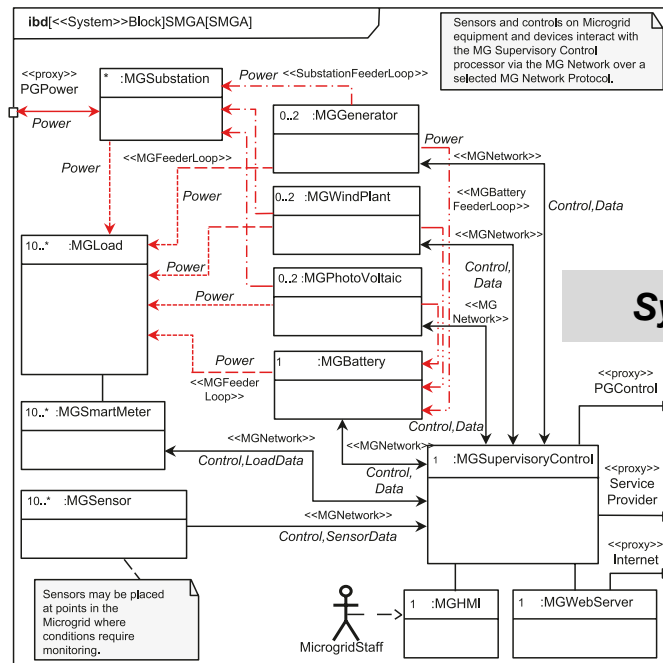 ibd[<<System>>Block]SMGA[SMGA]
Sensors and controls on Microgrid
equipment and devices interact with
the MG Supervisory Control
processor via the MG Network over a
selected MG Network Protocol.
<<proxy>>
PGPower
Power
* :MGSubstation
Power
<<SubstationFeederLoop>>
0..2 :MGGenerator
Power
Power
<<MGFeederLoop>>
Power
<<MGNetwork>>
<<MGBattery
FeederLoop>>
Control,Data
0..2 :MGWindPlant
<<MGNetwork>>
10..* :MGLoad
Power
Control,
Data
0..2 :MGPhotoVoltaic
Power
<<MG
Network>>
Sy
Power
1 :MGBattery
<<MGFeeder
Loop>>
<<proxy>>
PGControl
10..* :MGSmartMeter
Control,Data
<<MGNetwork>>
Control,LoadData
<<MGNetwork>>
Control,
Data
1 :MGSupervisoryControl
<<proxy>>
Service
Provider
10..* :MGSensor
<<MGNetwork>>
Control,SensorData
<<proxy>>
Internet
Sensors may be placed
at points in the
Microgrid where
conditions require
monitoring.
MicrogridStaff
1 :MGHMI
1 :MGWebServer